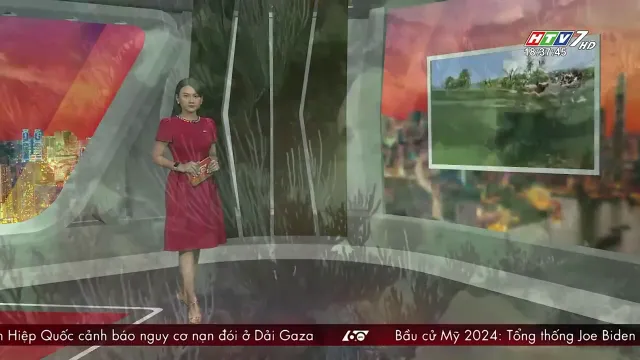 HTV7 HD
18:37:45
Hiệp Quốc cảnh báo nguy cơ nạn đói ở Dải Gaza 60 Bầu cử Mỹ 2024: Tổng thống Joe Biden